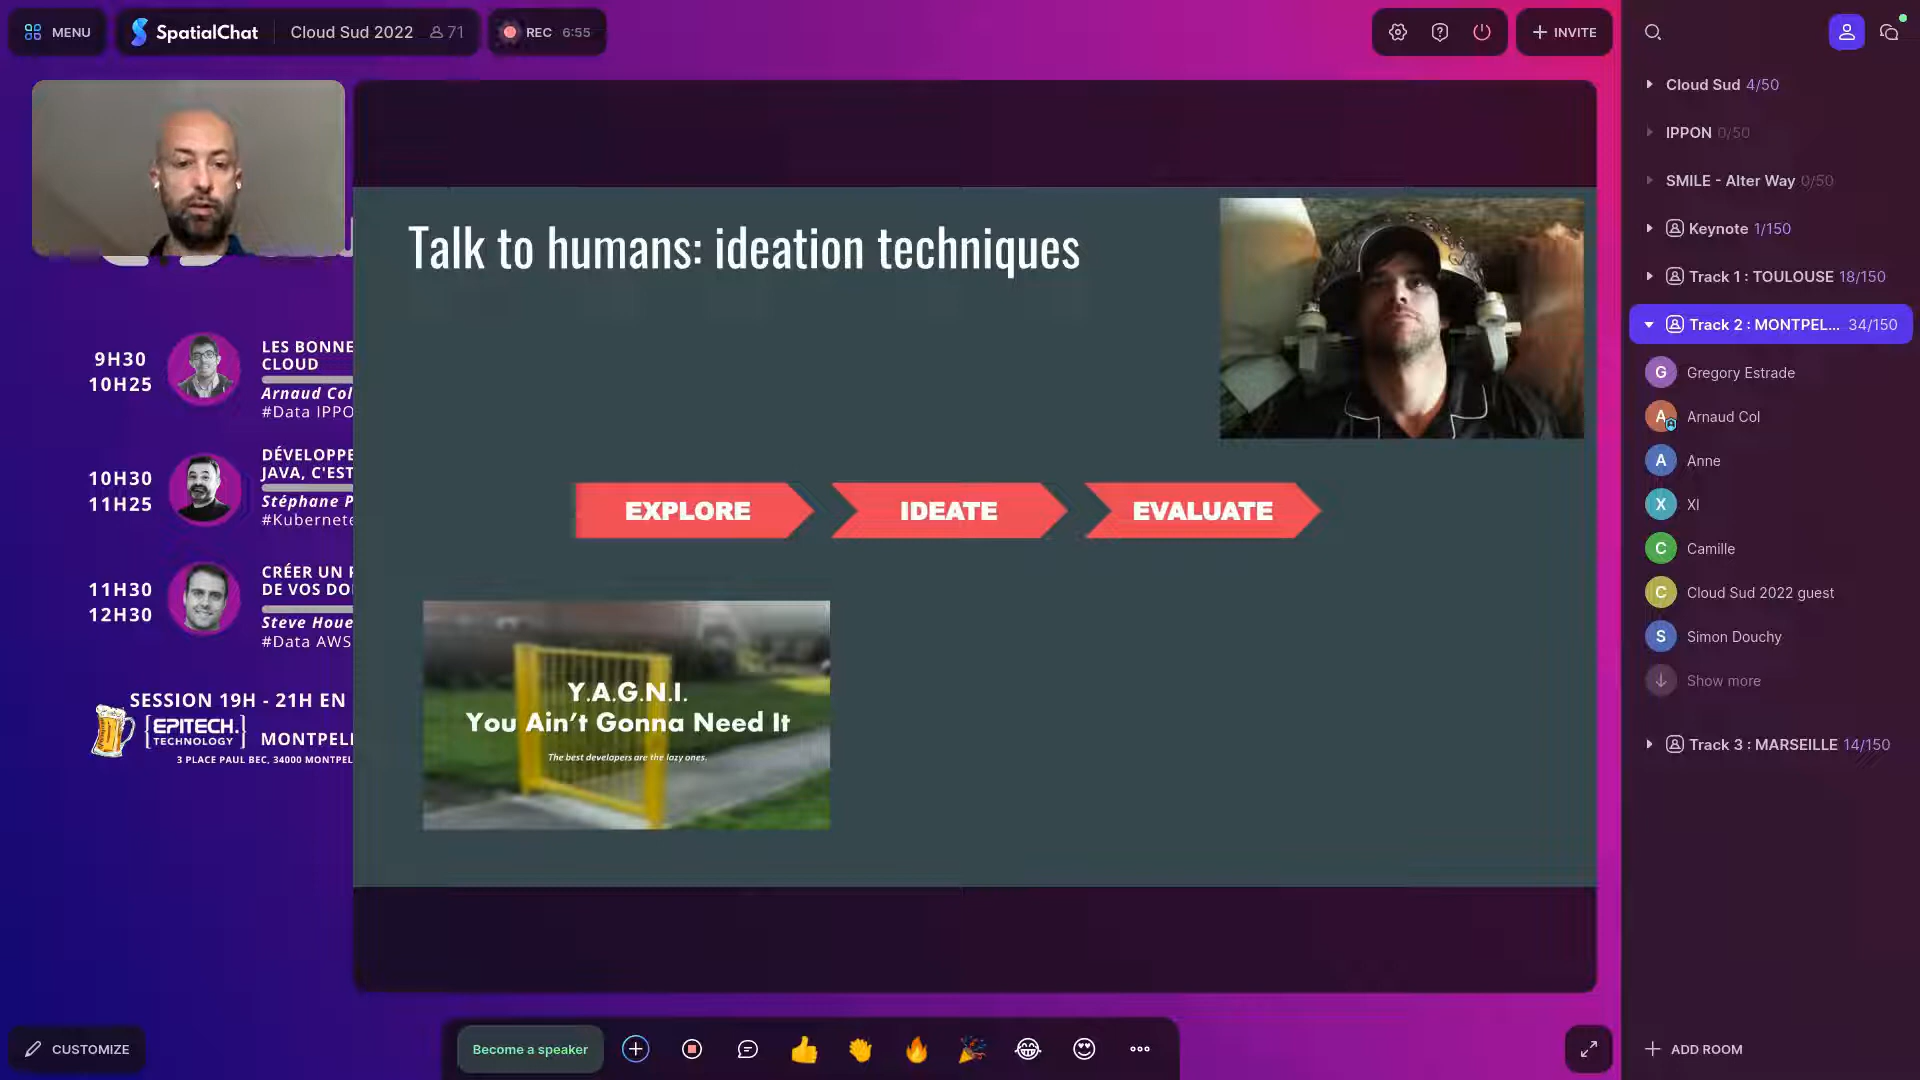 MENU
SpatialChat
Cloud Sud 2022
71
REC 6:55
INVITE
Cloud Sud 4/50
IPPON 0/50
SMILE - Alter Way 0/50
Keynote 1/150
Track 1 : TOULOUSE 18/150
Track 2 : MONTPEL... 34/150
G Gregory Estrade
A Arnaud Col
A Anne
X XI
C Camille
C Cloud Sud 2022 guest
S Simon Douchy
Show more
Track 3 : MARSEILLE 14/150
ADD ROOM
9H30
10H25
LES BONNE
CLOUD
Arnaud Col
#Data IPPO
10H30
11H25
DÉVELOPPE
JAVA, C'EST
Stéphane P
#Kubernete
11H30
12H30
CRÉER UN
DE VOS DO
Steve Houe
#Data AWS
SESSION 19H - 21H EN
[EPITECH.]
TECHNOLOGY
MONTPEL
3 PLACE PAUL BEC, 34000 MONTPEL
Talk to humans: ideation techniques
EXPLORE
IDEATE
EVALUATE
Y.A.G.N.I.
You Ain't Gonna Need It
The best developers are the lazy ones.
CUSTOMIZE
Become a speaker